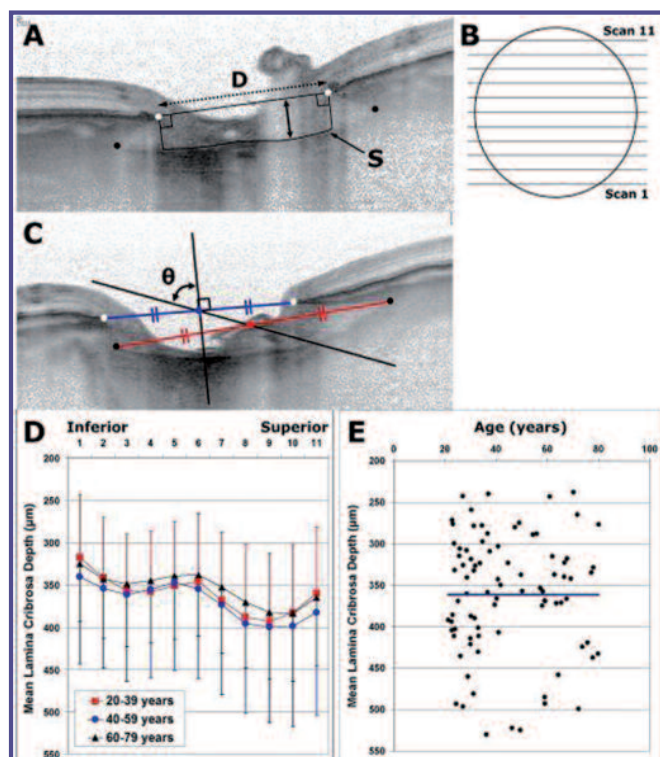 A
D
S
B
Scan 11
Scan 1
C
θ
D
Inferior
Superior
1 2 3 4 5 6 7 8 9 10 11
Mean Lamina Cribrosa Depth (µm)
200
250
300
350
400
450
500
550
20-39 years
40-59 years
60-79 years
E
Age (years)
0 20 40 60 80 100
Mean Lamina Cribrosa Depth (µm)
200
250
300
350
400
450
500
550